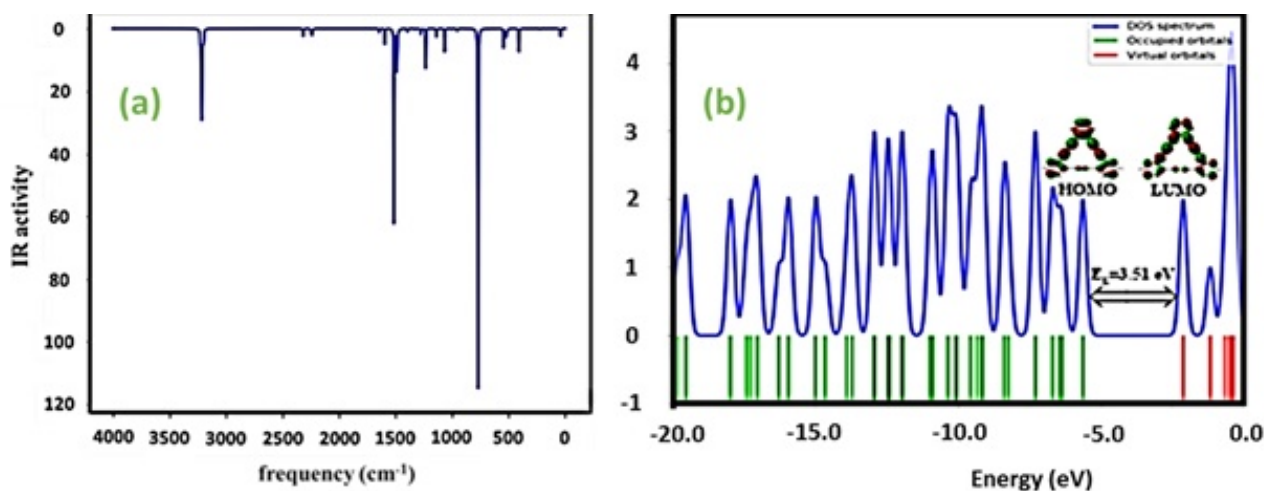 0
20
40
60
80
100
120
IR activity
(a)
4000 3500 3000 2500 2000 1500 1000 500 0
frequency (cm-1)
DOS spectrum
Occupied orbitals
Virtual orbitals
(b)
4
3
2
1
0
-1
HOMO LUMO
Eg=3.51 eV
-20.0 -15.0 -10.0 -5.0 0.0
Energy (eV)